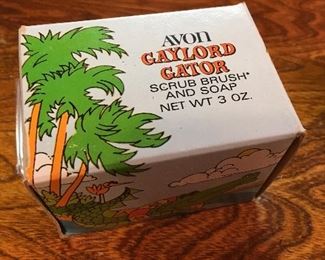 AVON
GAYLORD
GATOR
SCRUB BRUSH*
AND SOAP
NET WT 3 OZ.